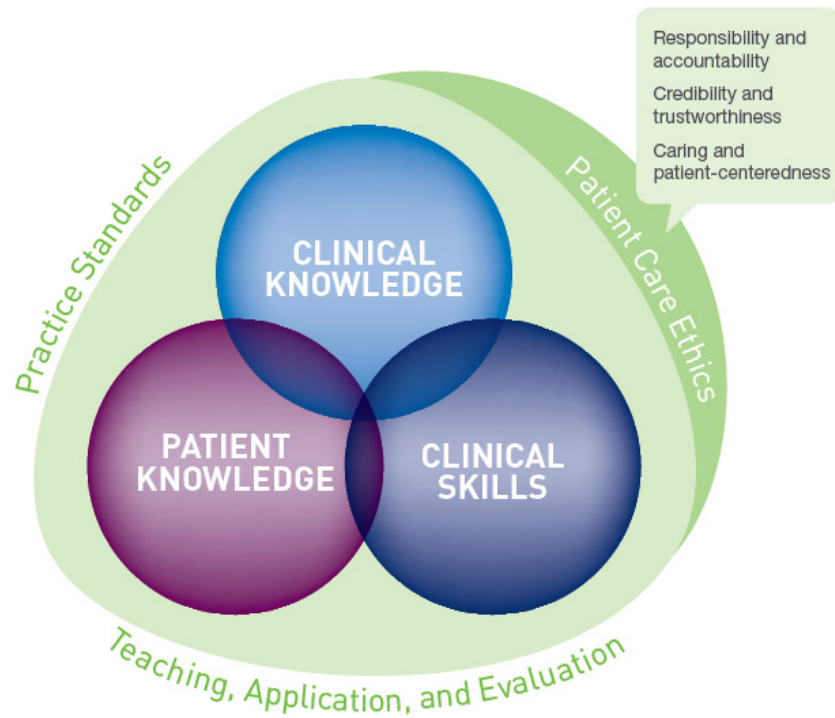 Responsibility and
accountability
Credibility and
trustworthiness
Caring and
patient-centeredness
Practice Standards
Patient Care Ethics
CLINICAL
KNOWLEDGE
PATIENT
KNOWLEDGE
CLINICAL
SKILLS
Teaching, Application, and Evaluation